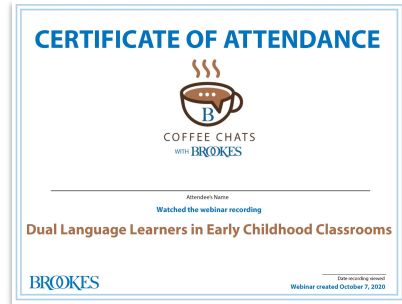 CERTIFICATE OF ATTENDANCE
B
COFFEE CHATS
WITH BROOKES
Attendee's Name
Watched the webinar recording
Dual Language Learners in Early Childhood Classrooms
BROOKES
Date recording viewed
Webinar created October 7, 2020